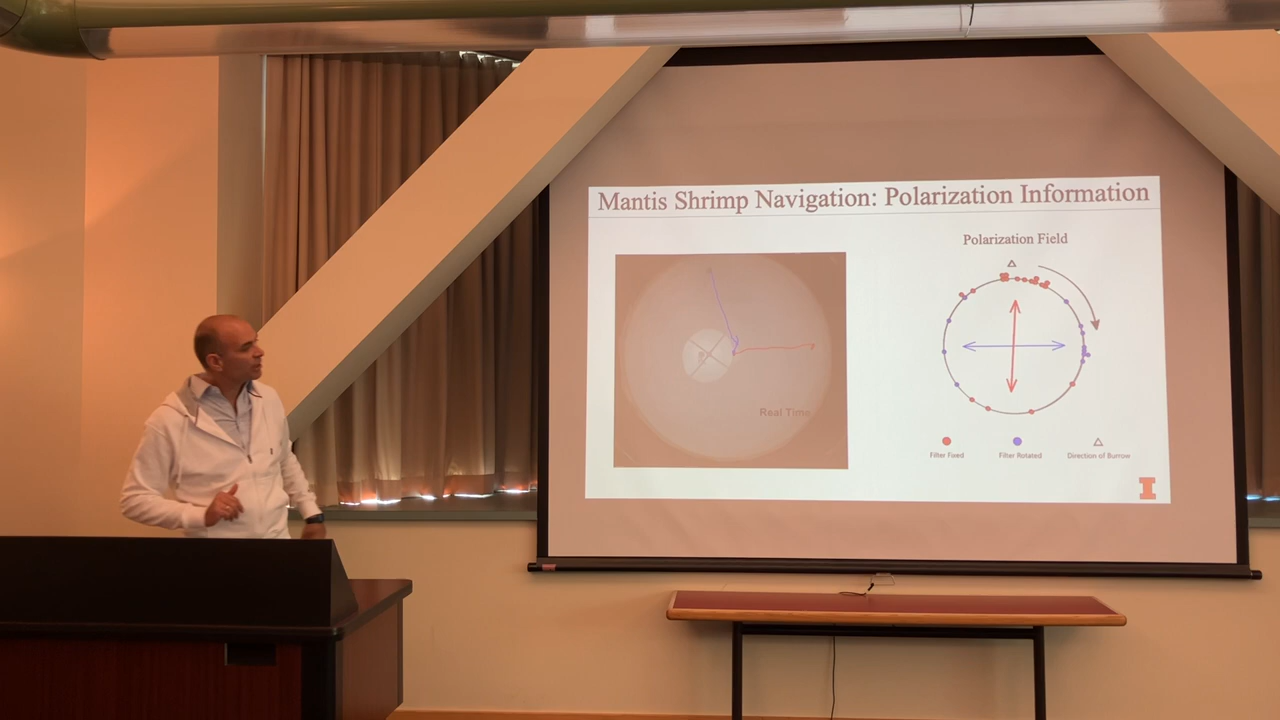 Mantis Shrimp Navigation: Polarization Information
Polarization Field
Real Time
Filter Fixed
Filter Rotated
Direction of Burrow
I